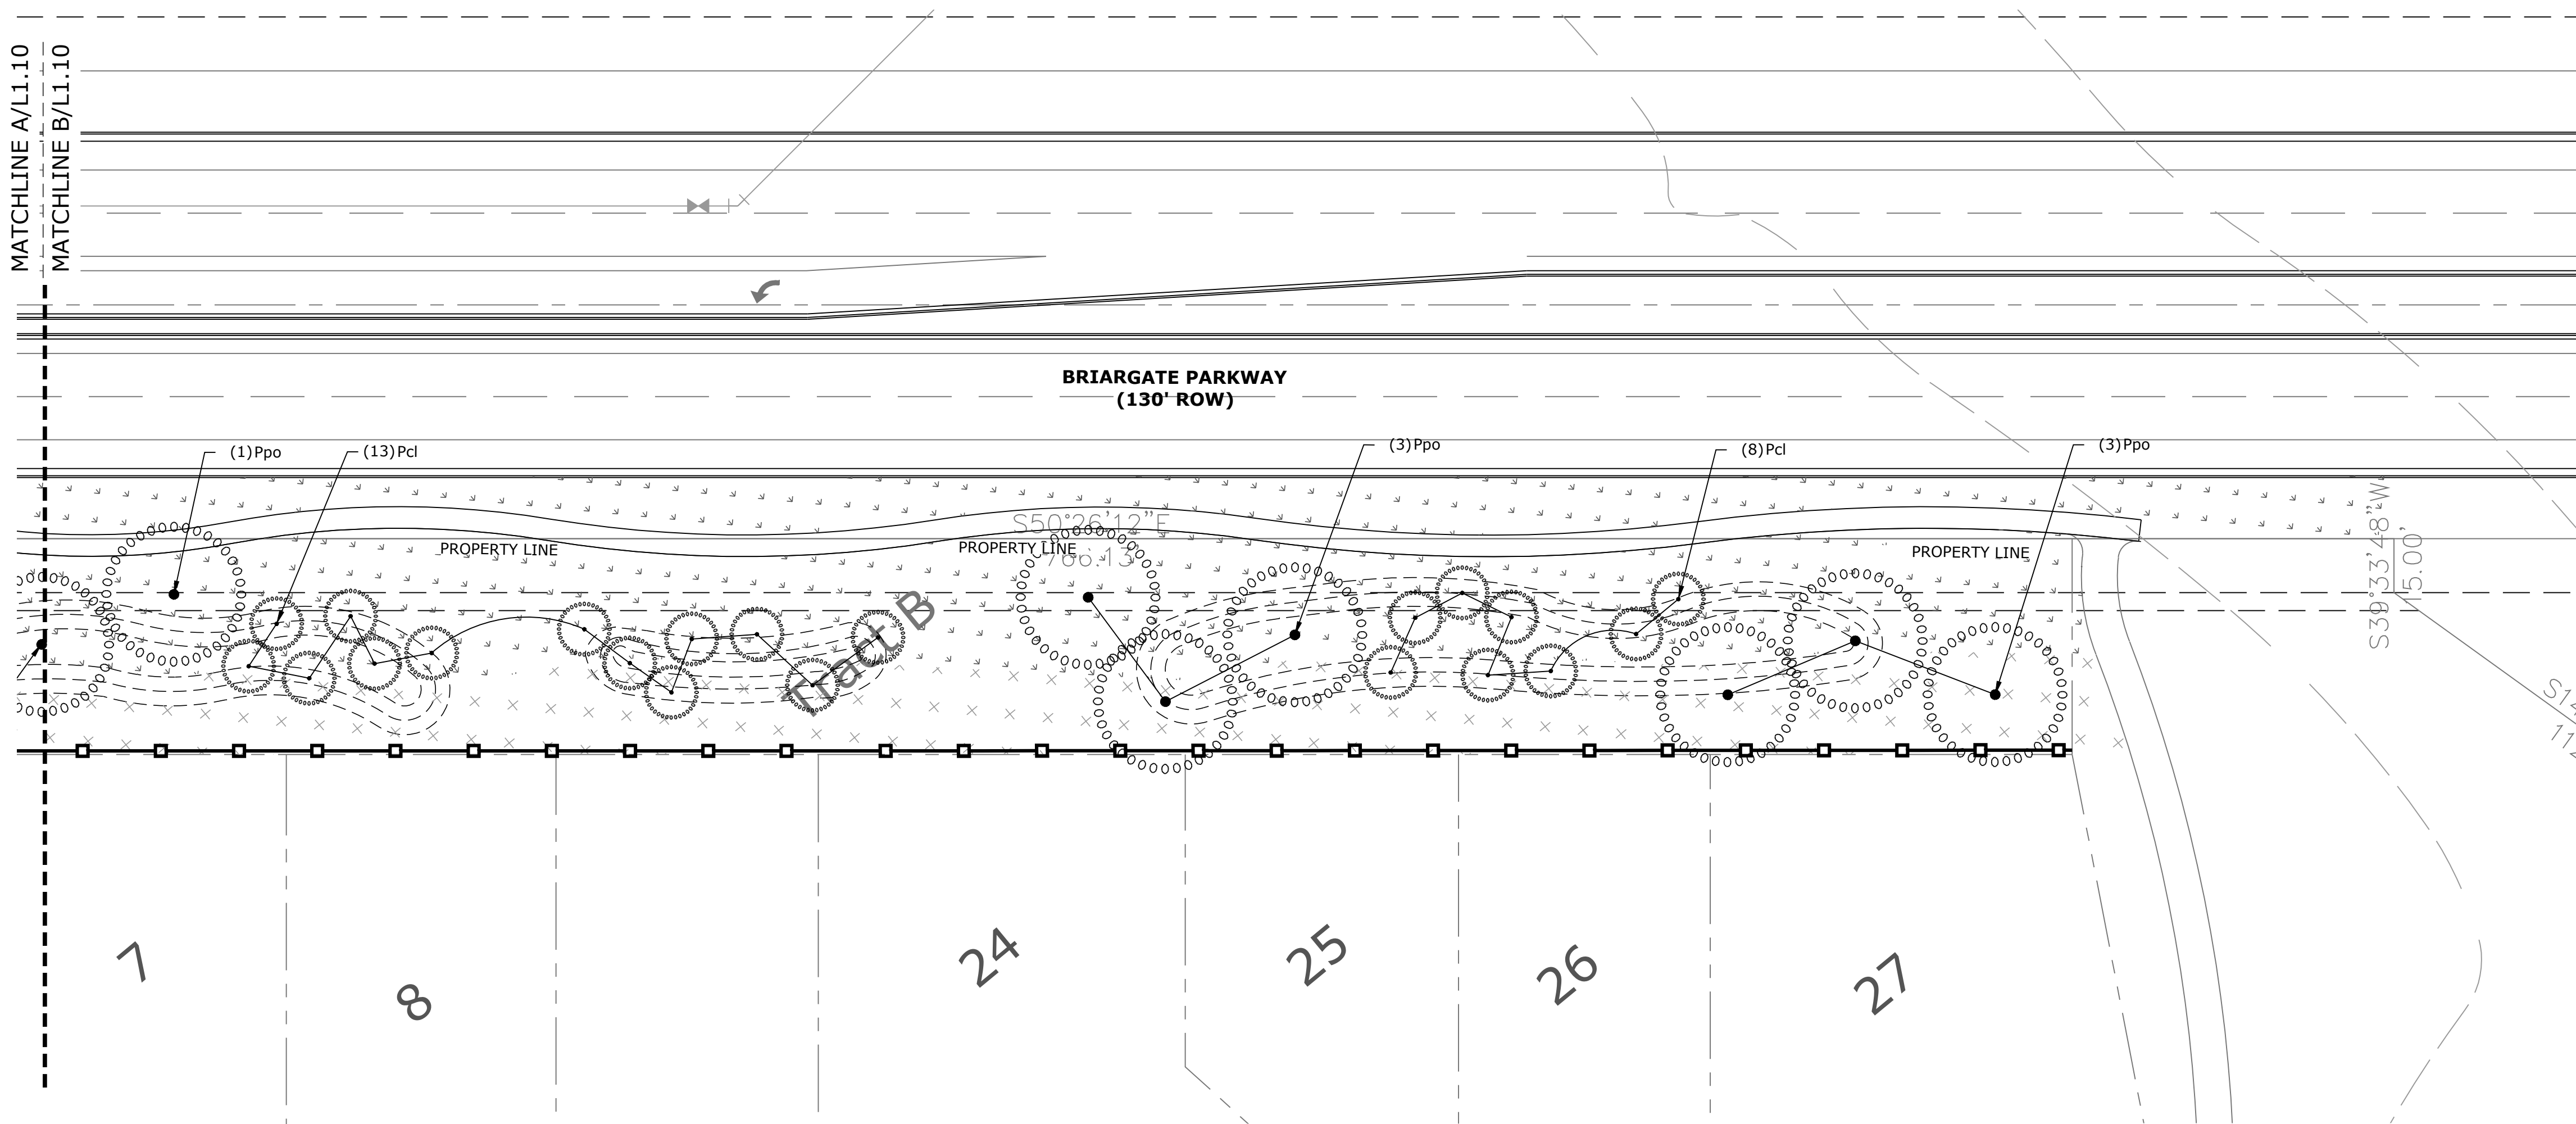 MATCHLINE A/L1.10
MATCHLINE B/L1.10
BRIARGATE PARKWAY
(130' ROW)
(1)Ppo
(13)Pcl
(3)Ppo
(8)Pcl
(3)Ppo
S50°26'12"E
766.13'
PROPERTY LINE
PROPERTY LINE
PROPERTY LINE
S39°33'48"W
15.00'
Tract B
7
8
24
25
26
27